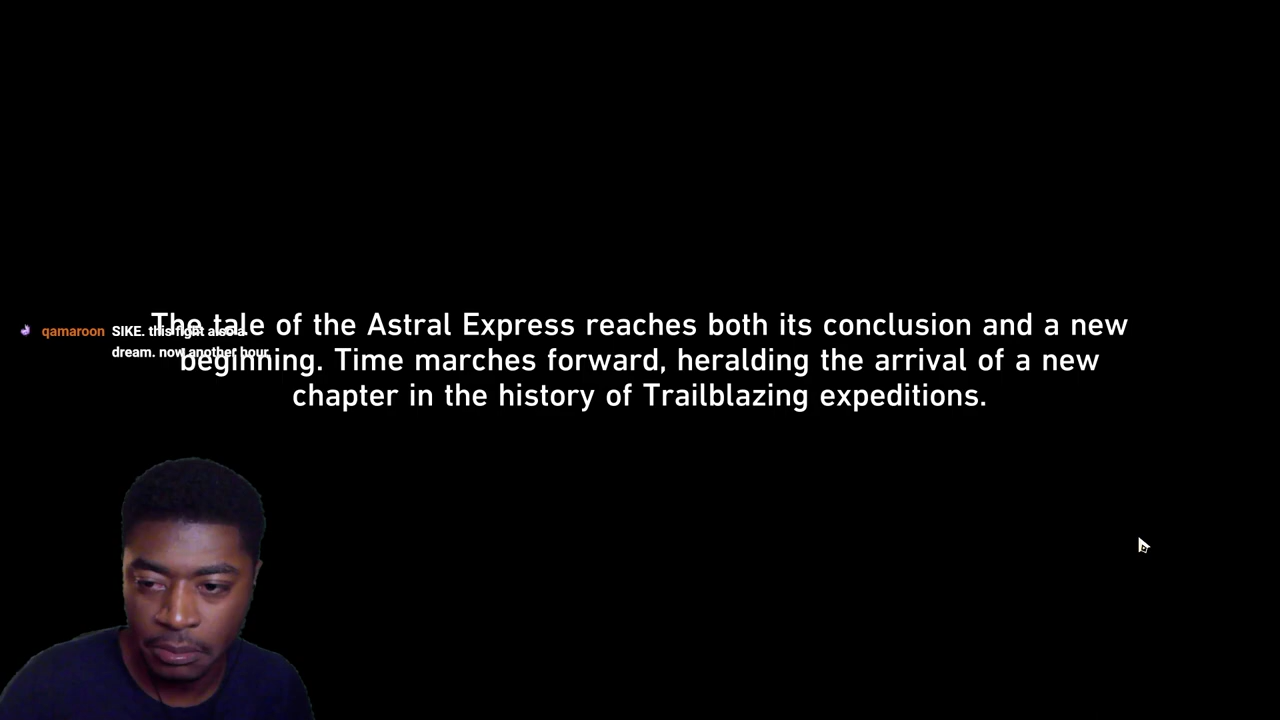 The tale of the Astral Express reaches both its conclusion and a new
beginning. Time marches forward, heralding the arrival of a new
chapter in the history of Trailblazing expeditions.
qamaroon SIKE. this fight also a
dream. now another hour